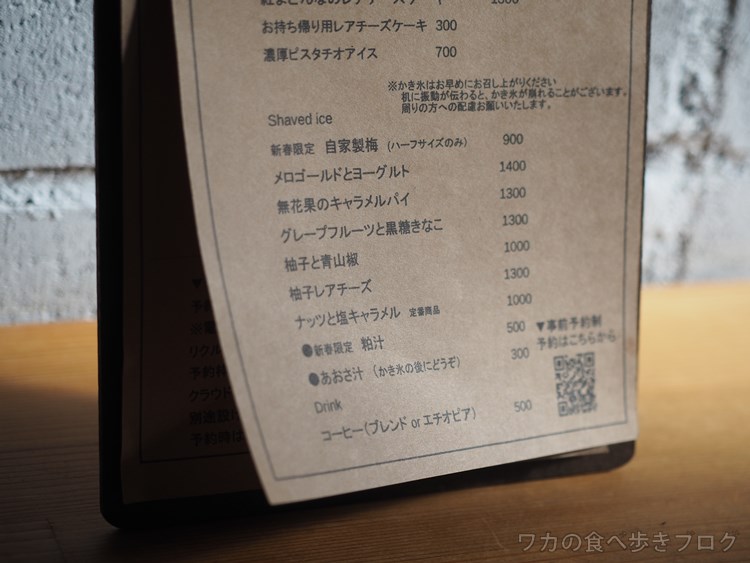 お持ち帰り用レアチーズケーキ 300
濃厚ピスタチオアイス 700
※かき氷はお早めにお召し上がりください
机に振動が伝わると、かき氷が崩れることがございます。
周りの方への配慮お願いいたします。
Shaved ice
新春限定 自家製梅 (ハーフサイズのみ) 900
メロゴールドとヨーグルト 1400
無花果のキャラメルパイ 1300
グレープフルーツと黒糖きなこ 1300
柚子と青山椒 1000
柚子レアチーズ 1300
ナッツと塩キャラメル 定番商品 1000
●新春限定 粕汁 500
●あおさ汁 (かき氷の後にどうぞ) 300
Drink
コーヒー(ブレンド or エチオピア) 500
▼事前予約制
予約はこちらから
リクル
クラウド
予約時は
ワカの食べ歩きブログ